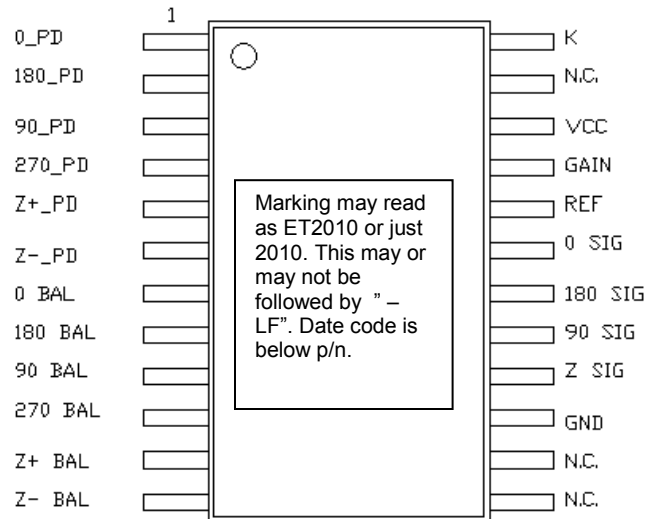 1
0_PD
180_PD
90_PD
270_PD
Z+_PD
Z-_PD
0 BAL
180 BAL
90 BAL
270 BAL
Z+ BAL
Z- BAL
Marking may read
as ET2010 or just
2010. This may or
may not be
followed by ” –
LF”. Date code is
below p/n.
K
N.C.
VCC
GAIN
REF
0 SIG
180 SIG
90 SIG
Z SIG
GND
N.C.
N.C.